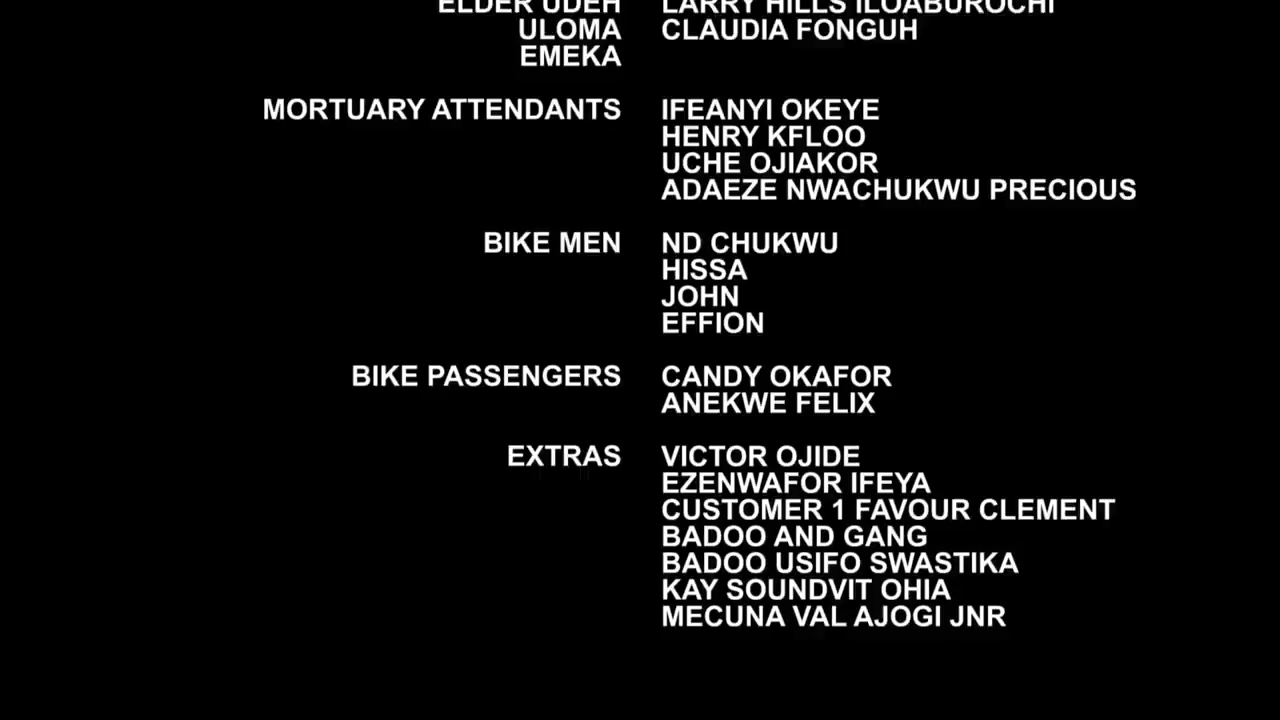 ELDER UDEH LARRY HILLS ILOABUROCHI
ULOMA CLAUDIA FONGUH
EMEKA
MORTUARY ATTENDANTS IFEANYI OKEYE
HENRY KFLOO
UCHE OJIAKOR
ADAEZE NWACHUKWU PRECIOUS
BIKE MEN ND CHUKWU
HISSA
JOHN
EFFION
BIKE PASSENGERS CANDY OKAFOR
ANEKWE FELIX
EXTRAS VICTOR OJIDE
EZENWAFOR IFEYA
CUSTOMER 1 FAVOUR CLEMENT
BADOO AND GANG
BADOO USIFO SWASTIKA
KAY SOUNDVIT OHIA
MECUNA VAL AJOGI JNR